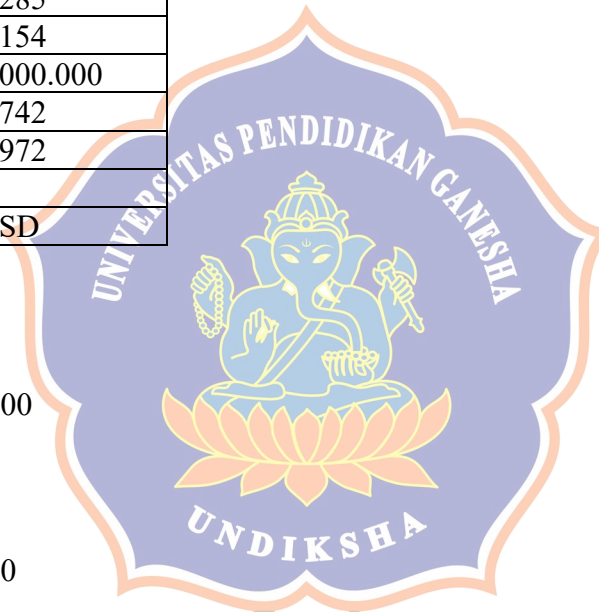 285
154
000.000
742
972
SD
UNIVERSITAS PENDIDIKAN GANESHA
00
UNDIKSHA
0